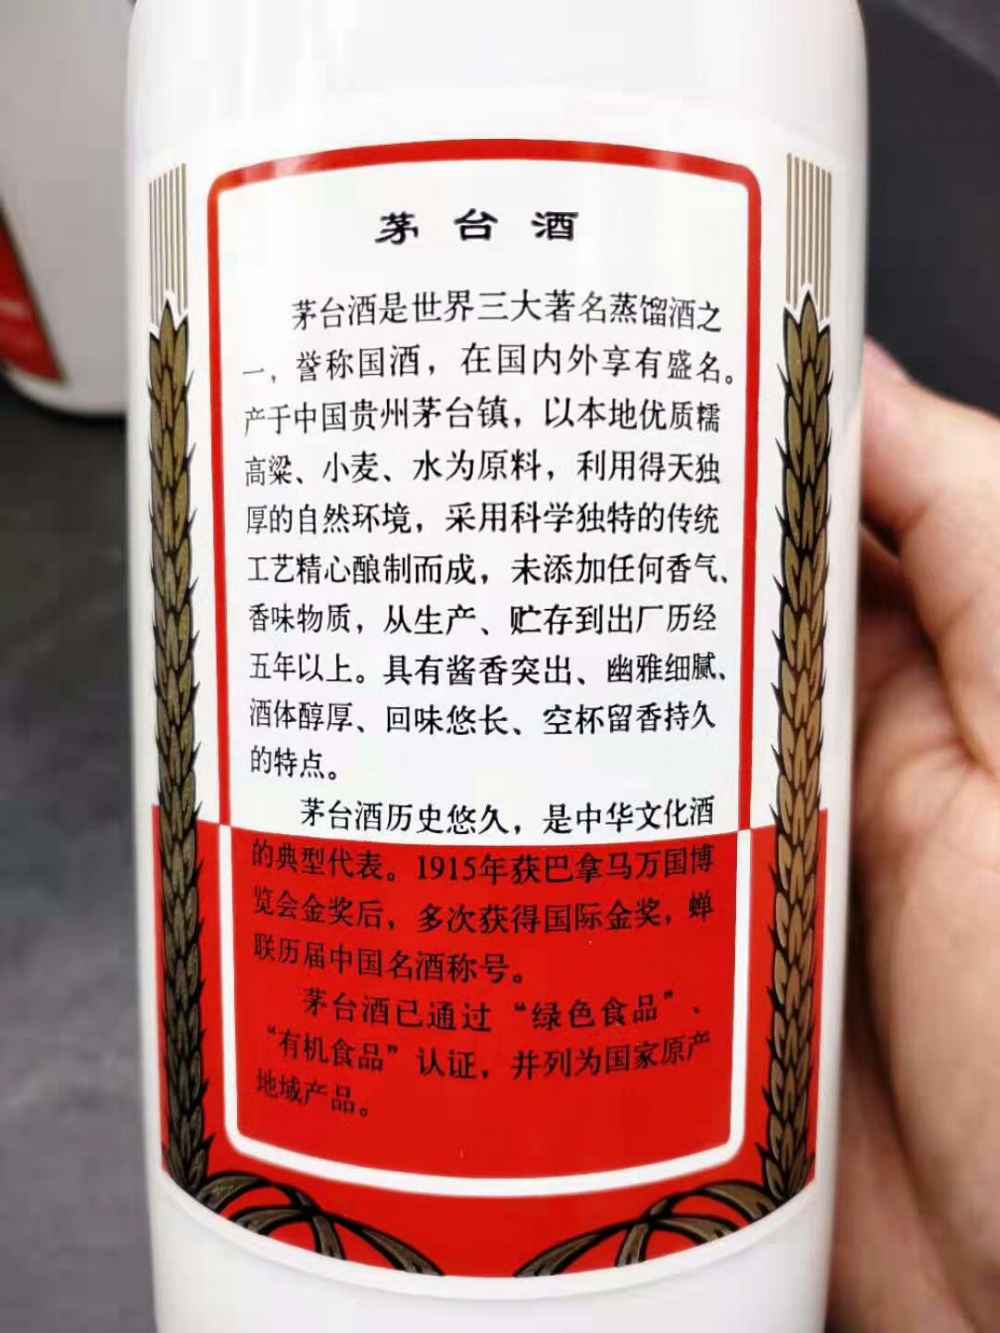 茅台酒
茅台酒是世界三大著名蒸馏酒之
一，誉称国酒，在国内外享有盛名。
产于中国贵州茅台镇，以本地优质糯
高粱、小麦、水为原料，利用得天独
厚的自然环境，采用科学独特的传统
工艺精心酿制而成，未添加任何香气、
香味物质，从生产、贮存到出厂历经
五年以上。具有酱香突出、幽雅细腻、
酒体醇厚、回味悠长、空杯留香持久
的特点。
茅台酒历史悠久，是中华文化酒
的典型代表。1915年获巴拿马万国博
览会金奖后，多次获得国际金奖，蝉
联历届中国名酒称号。
茅台酒已通过“绿色食品”、
“有机食品”认证，并列为国家原产
地域产品。